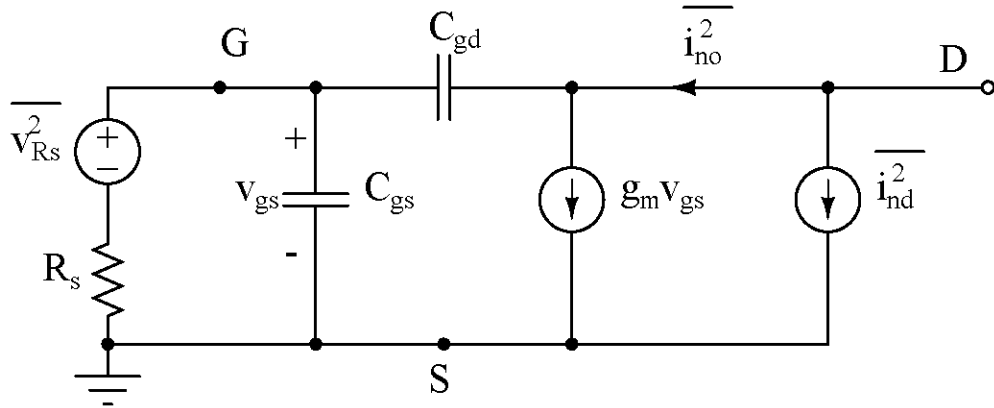 G
C_gd
i_no^2
D
v_Rs^2
+
−
R_s
+
v_gs
-
C_gs
g_m v_gs
i_nd^2
S